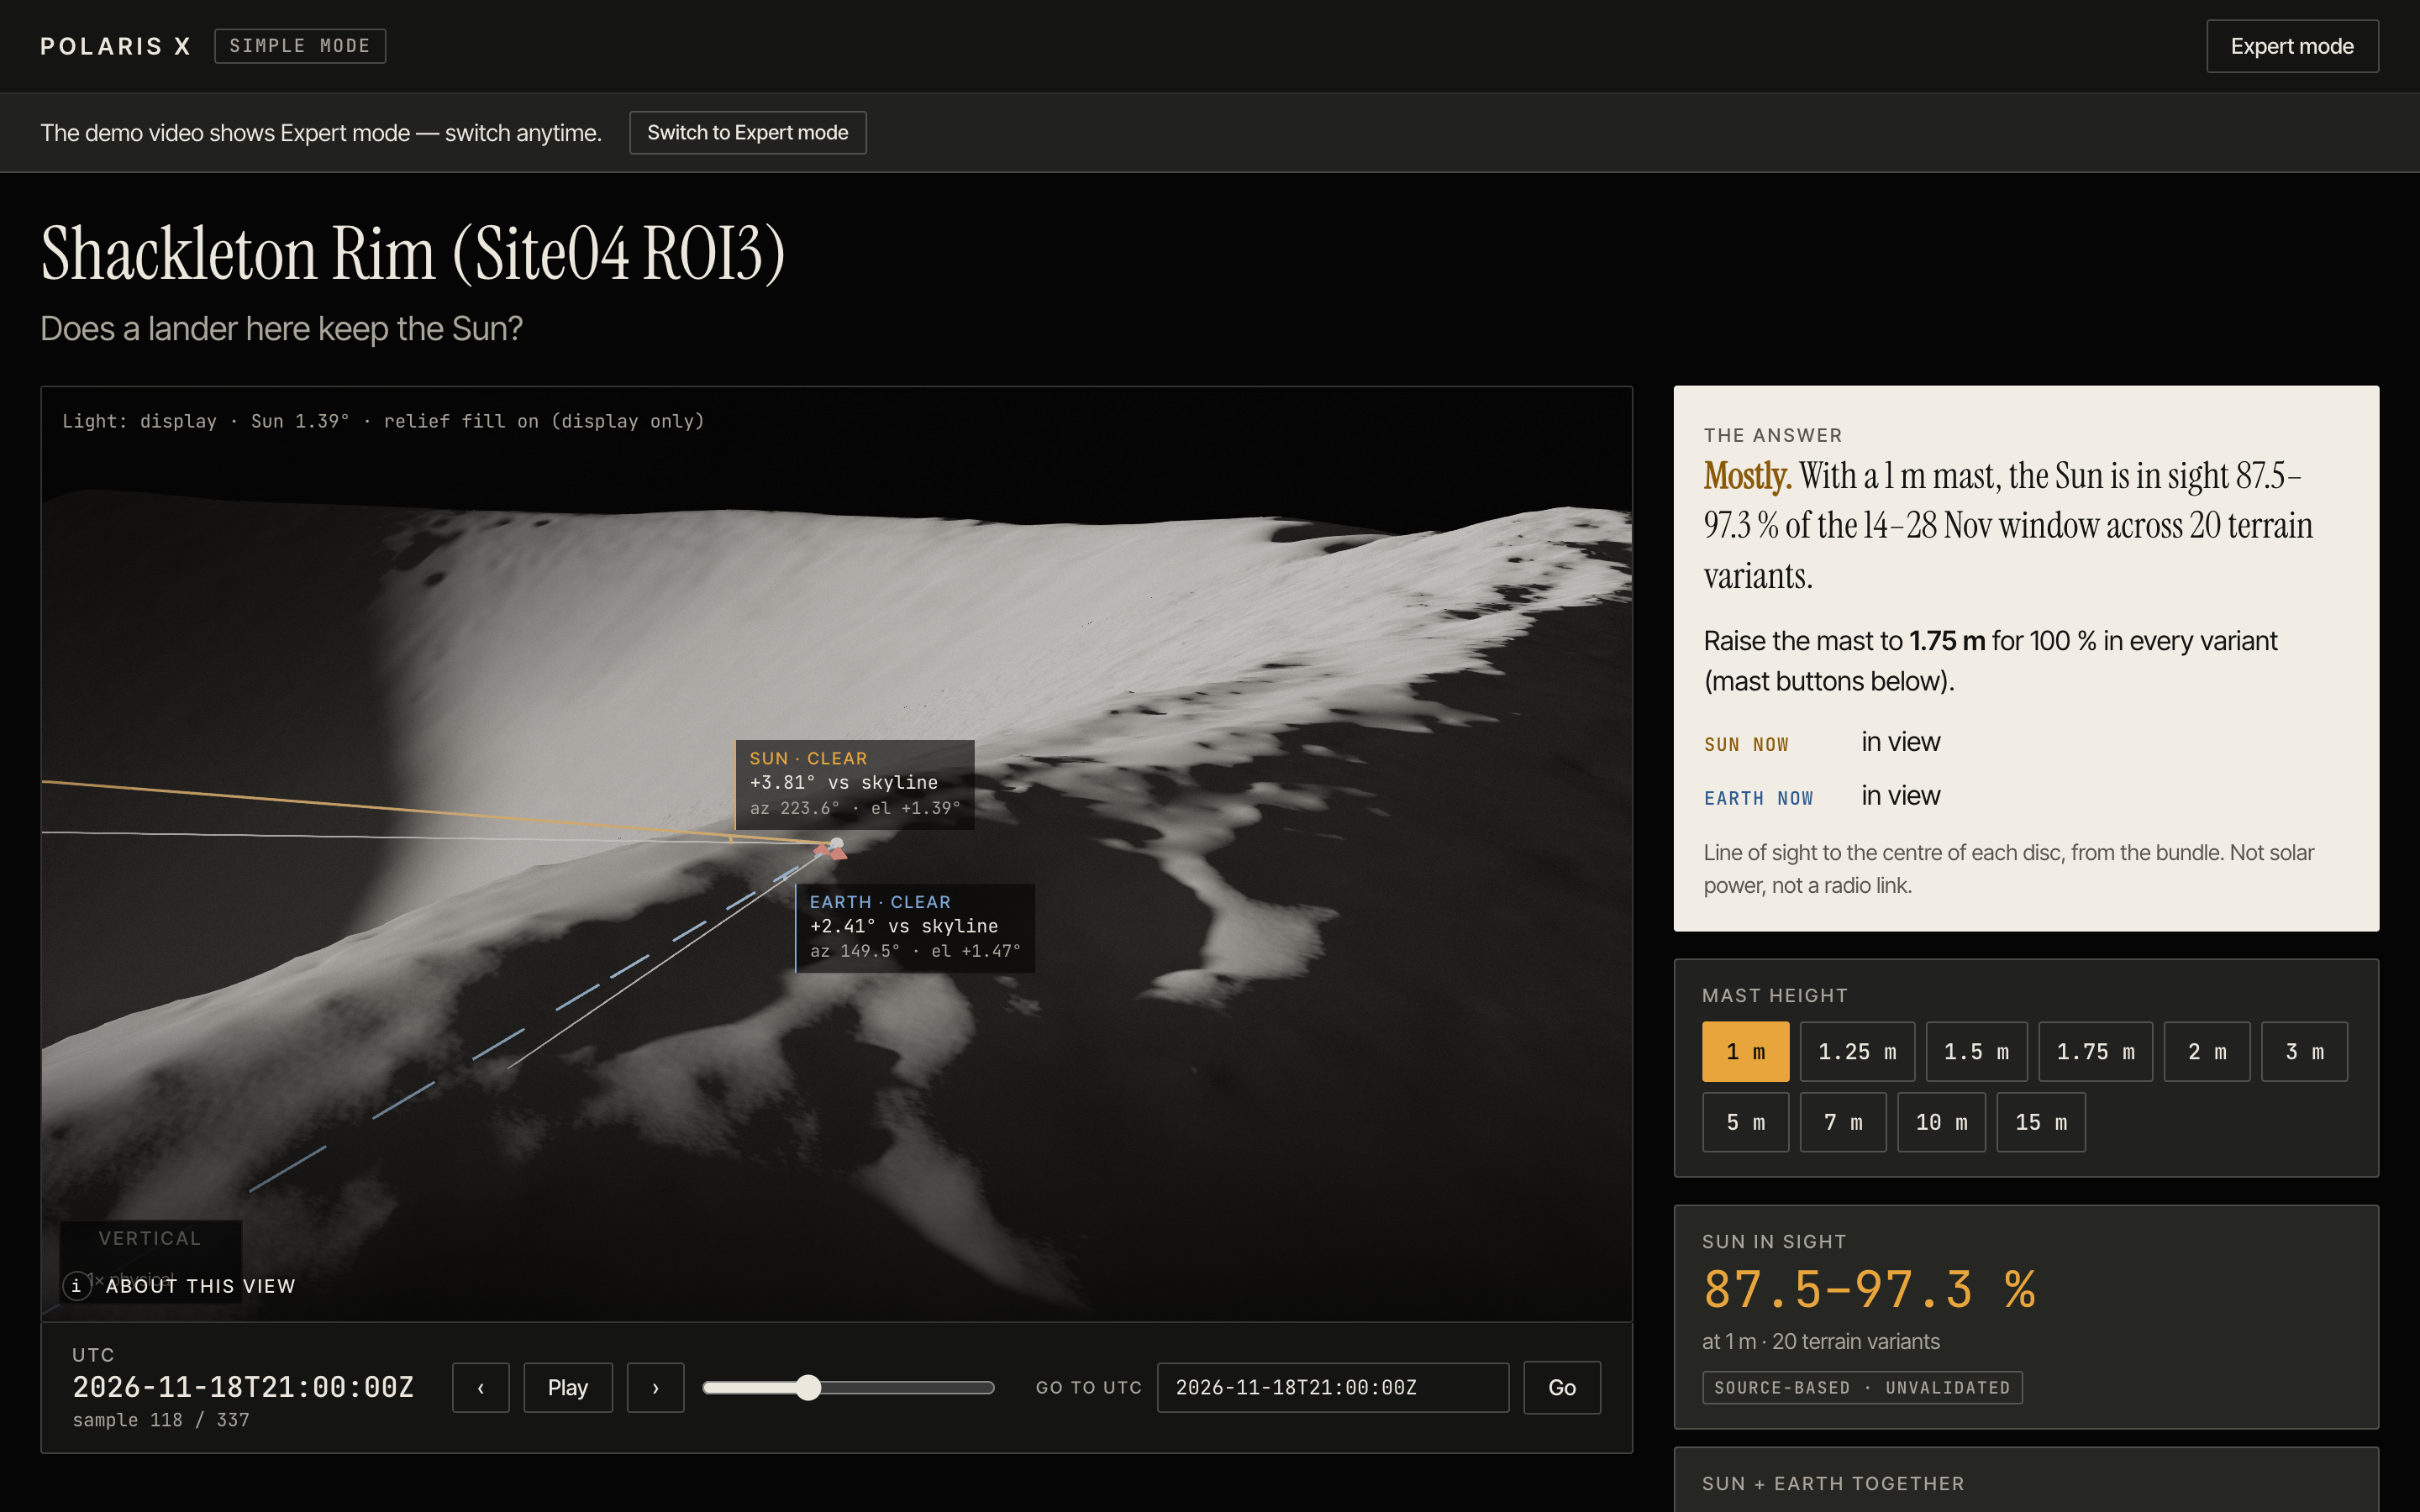 POLARIS X
SIMPLE MODE
Expert mode
The demo video shows Expert mode — switch anytime.
Switch to Expert mode
Shackleton Rim (Site04 ROI3)
Does a lander here keep the Sun?
Light: display · Sun 1.39° · relief fill on (display only)
SUN · CLEAR
+3.81° vs skyline
az 223.6° · el +1.39°
EARTH · CLEAR
+2.41° vs skyline
az 149.5° · el +1.47°
VERTICAL
1× physical
i ABOUT THIS VIEW
UTC
2026-11-18T21:00:00Z
sample 118 / 337
‹
Play
›
GO TO UTC
2026-11-18T21:00:00Z
Go
THE ANSWER
Mostly. With a 1 m mast, the Sun is in sight 87.5–
97.3 % of the 14–28 Nov window across 20 terrain
variants.
Raise the mast to 1.75 m for 100 % in every variant
(mast buttons below).
SUN NOW in view
EARTH NOW in view
Line of sight to the centre of each disc, from the bundle. Not solar
power, not a radio link.
MAST HEIGHT
1 m
1.25 m
1.5 m
1.75 m
2 m
3 m
5 m
7 m
10 m
15 m
SUN IN SIGHT
87.5–97.3 %
at 1 m · 20 terrain variants
SOURCE-BASED · UNVALIDATED
SUN + EARTH TOGETHER